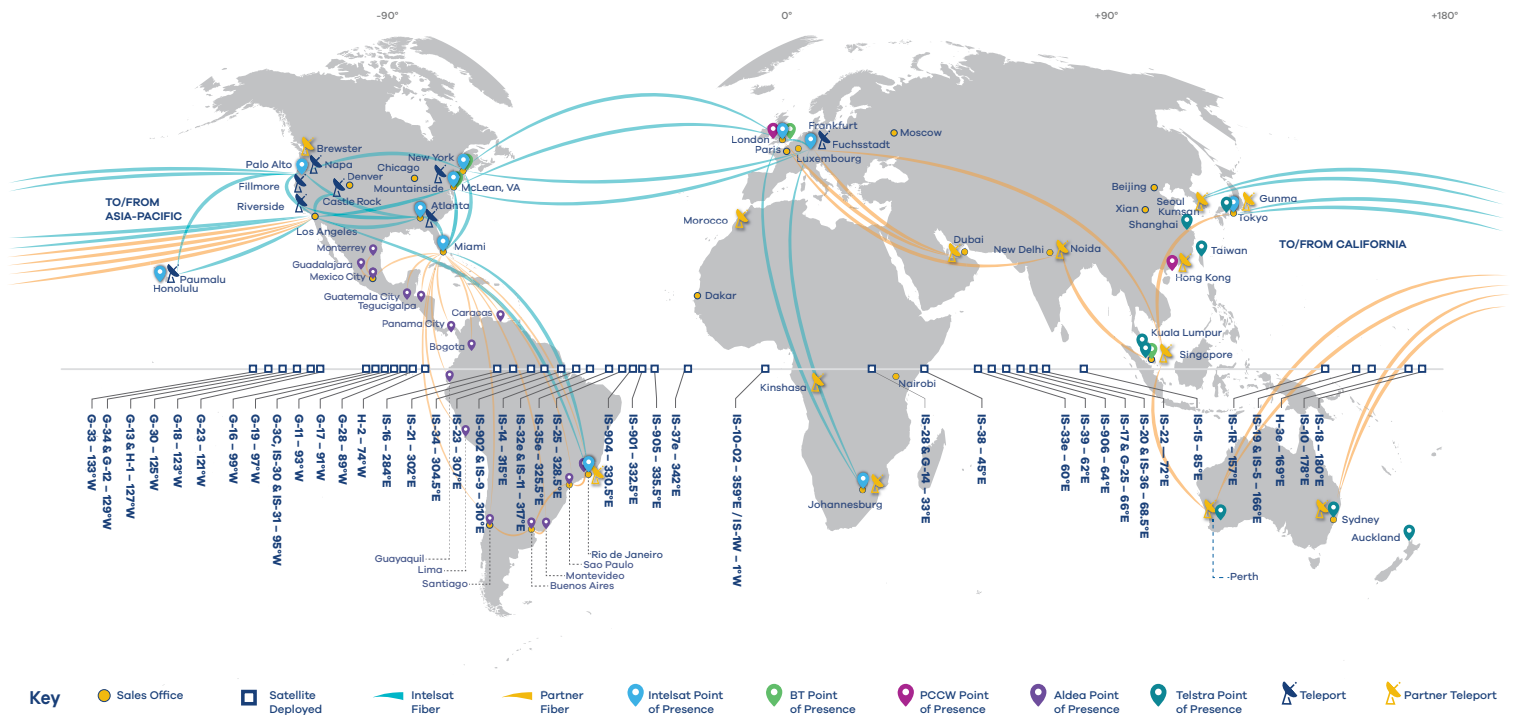 -90°
0°
+90°
+180°
Brewster
Palo Alto
Napa
Fillmore
Denver
Riverside
Castle Rock
Los Angeles
TO/FROM
ASIA-PACIFIC
New York
Chicago
Mountainside
McLean, VA
Atlanta
Miami
Monterrey
Guadalajara
Mexico City
Paumalu
Honolulu
Guatemala City
Tegucigalpa
Caracas
Panama City
Bogota
London
Frankfurt
Fuchsstadt
Paris
Luxembourg
Moscow
Morocco
Dakar
Dubai
New Delhi
Noida
Beijing
Xian
Seoul
Kumsan
Shanghai
Gunma
Tokyo
Taiwan
Hong Kong
TO/FROM CALIFORNIA
Kuala Lumpur
Singapore
Kinshasa
Nairobi
Johannesburg
Sydney
Auckland
Perth
Guayaquil
Lima
Santiago
Rio de Janeiro
Sao Paulo
Montevideo
Buenos Aires
G-33 – 133°W
G-34 & G-12 – 129°W
G-13 & H-1 – 127°W
G-30 – 125°W
G-18 – 123°W
G-23 – 121°W
G-16 – 99°W
G-19 – 97°W
G-3C, IS-30 & IS-31 – 95°W
G-11 – 93°W
G-17 – 91°W
G-28 – 89°W
H-2 – 74°W
IS-16 – 284°E
IS-21 – 302°E
IS-34 – 304.5°E
IS-23 – 307°E
IS-902 & IS-9 – 310°E
IS-14 – 315°E
IS-32e & IS-11 – 317°E
IS-35e – 325.5°E
IS-25 – 328.5°E
IS-904 – 330.5°E
IS-901 – 332.5°E
IS-905 – 335.5°E
IS-37e – 342°E
IS-10-02 – 359°E / IS-1W – 1°W
IS-28 & G-14 – 33°E
IS-38 – 45°E
IS-33e – 60°E
IS-39 – 62°E
IS-906 – 64°E
IS-17 & G-25 – 66°E
IS-20 & IS-36 – 68.5°E
IS-22 – 72°E
IS-15 – 85°E
IS-1R – 157°E
IS-19 & IS-5 – 166°E
H-3e – 169°E
IS-10 – 178°E
IS-18 – 180°E
Key
Sales Office
Satellite
Deployed
Intelsat
Fiber
Partner
Fiber
Intelsat Point
of Presence
BT Point
of Presence
PCCW Point
of Presence
Aldea Point
of Presence
Telstra Point
of Presence
Teleport
Partner Teleport